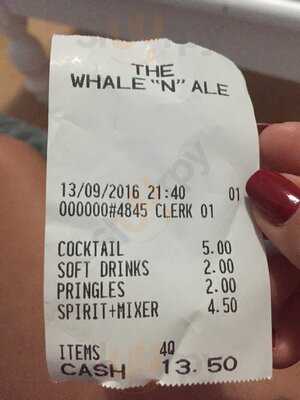 THE
WHALE "N" ALE
13/09/2016 21:40 01
000000#4845 CLERK 01
COCKTAIL 5.00
SOFT DRINKS 2.00
PRINGLES 2.00
SPIRIT+MIXER 4.50
ITEMS 4Q
CASH 13.50